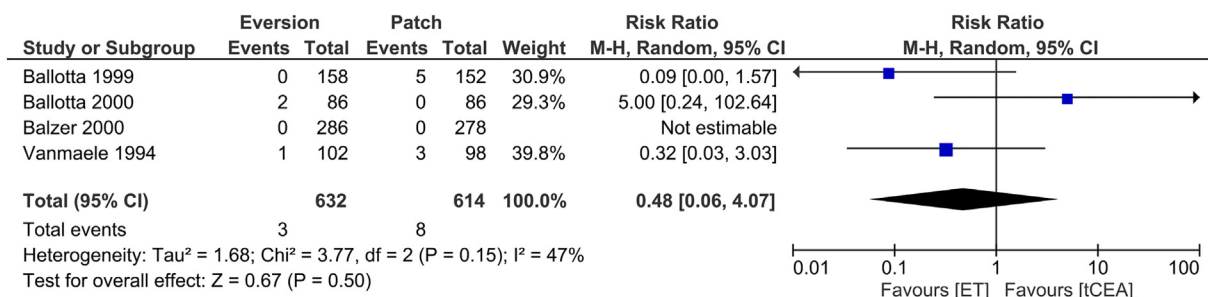 Eversion Patch Risk Ratio Risk Ratio
Study or Subgroup Events Total Events Total Weight M-H, Random, 95% CI M-H, Random, 95% CI
Ballotta 1999 0 158 5 152 30.9% 0.09 [0.00, 1.57]
Ballotta 2000 2 86 0 86 29.3% 5.00 [0.24, 102.64]
Balzer 2000 0 286 0 278 Not estimable
Vanmaele 1994 1 102 3 98 39.8% 0.32 [0.03, 3.03]
Total (95% CI) 632 614 100.0% 0.48 [0.06, 4.07]
Total events 3 8
Heterogeneity: Tau² = 1.68; Chi² = 3.77, df = 2 (P = 0.15); I² = 47%
Test for overall effect: Z = 0.67 (P = 0.50)
0.01 0.1 1 10 100
Favours [ET] Favours [tCEA]